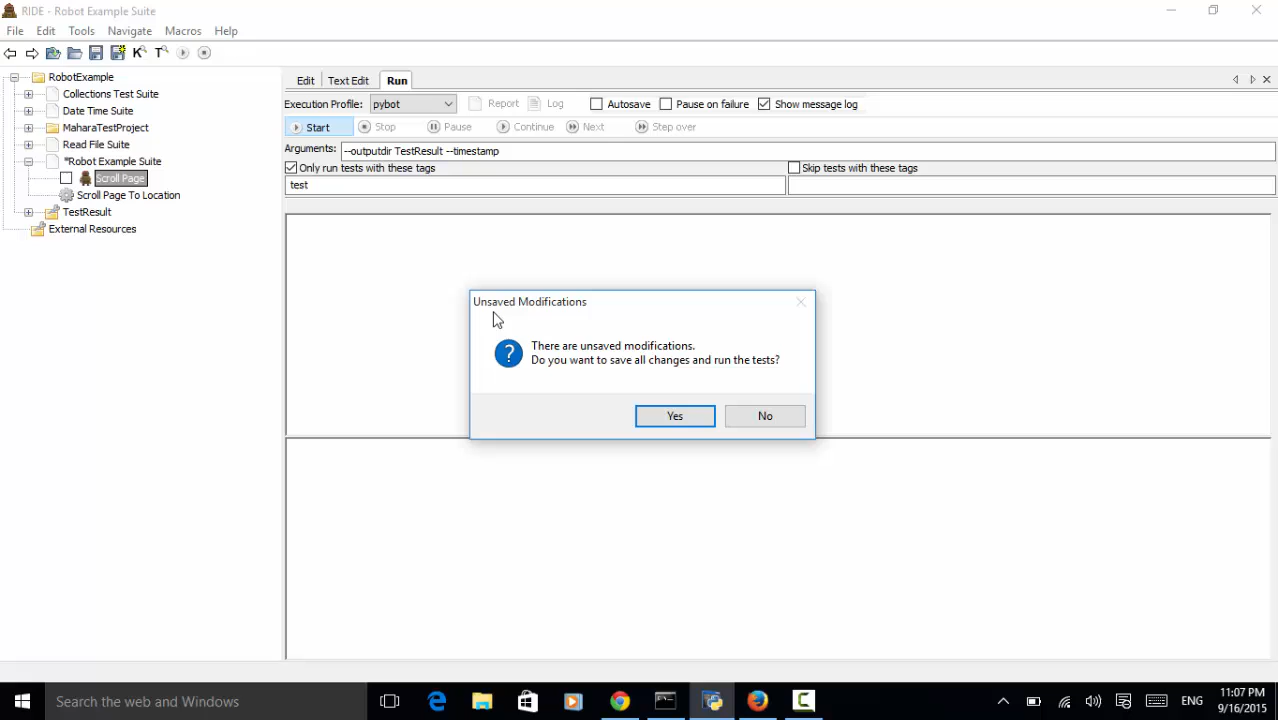 RIDE - Robot Example Suite
File Edit Tools Navigate Macros Help
K T
RobotExample
Collections Test Suite
Date Time Suite
MaharaTestProject
Read File Suite
*Robot Example Suite
Scroll Page
Scroll Page To Location
TestResult
External Resources
Edit Text Edit Run
Execution Profile: pybot Report Log Autosave Pause on failure Show message log
Start Stop Pause Continue Next Step over
Arguments: --outputdir TestResult --timestamp
Only run tests with these tags Skip tests with these tags
test
Unsaved Modifications
There are unsaved modifications.
Do you want to save all changes and run the tests?
Yes No
Search the web and Windows
ENG
11:07 PM
9/16/2015